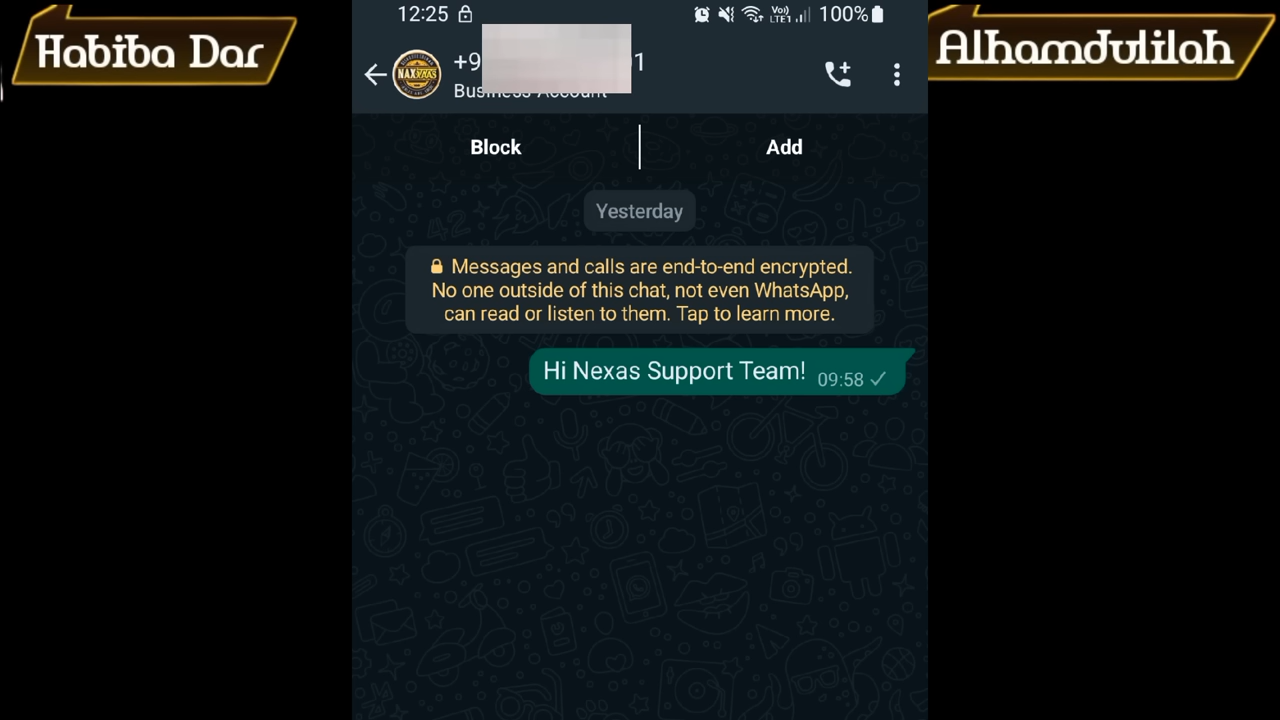 Habiba Dar
Alhamdulilah
12:25
100%
+9
1
Business Account
Block
Add
Yesterday
Messages and calls are end-to-end encrypted.
No one outside of this chat, not even WhatsApp,
can read or listen to them. Tap to learn more.
Hi Nexas Support Team! 09:58